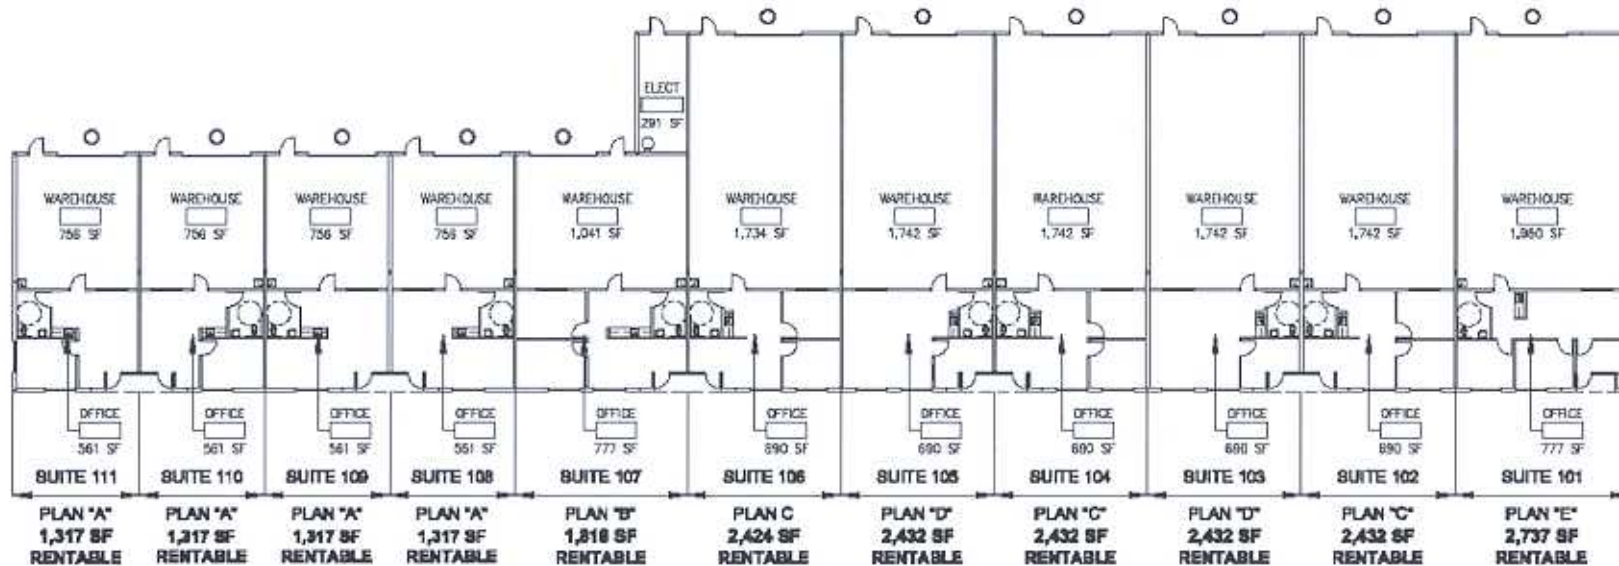 ELECT
291 SF
WAREHOUSE
756 SF
WAREHOUSE
756 SF
WAREHOUSE
756 SF
WAREHOUSE
756 SF
WAREHOUSE
1,041 SF
WAREHOUSE
1,734 SF
WAREHOUSE
1,742 SF
WAREHOUSE
1,742 SF
WAREHOUSE
1,742 SF
WAREHOUSE
1,742 SF
WAREHOUSE
SF
OFFICE
561 SF
OFFICE
561 SF
OFFICE
561 SF
OFFICE
SF
OFFICE
777 SF
OFFICE
690 SF
OFFICE
690 SF
OFFICE
SF
OFFICE
SF
OFFICE
690 SF
OFFICE
777 SF
SUITE 111
SUITE 110
SUITE 109
SUITE 108
SUITE 107
SUITE 106
SUITE 105
SUITE 104
SUITE 103
SUITE 102
SUITE 101
PLAN "A"
1,317 SF
RENTABLE
PLAN "A"
1,317 SF
RENTABLE
PLAN "A"
1,317 SF
RENTABLE
PLAN "A"
1,317 SF
RENTABLE
PLAN "B"
SF
RENTABLE
PLAN C
2,424 SF
RENTABLE
PLAN "D"
2,432 SF
RENTABLE
PLAN "C"
2,432 SF
RENTABLE
PLAN "D"
2,432 SF
RENTABLE
PLAN "C"
2,432 SF
RENTABLE
PLAN "E"
2,737 SF
RENTABLE